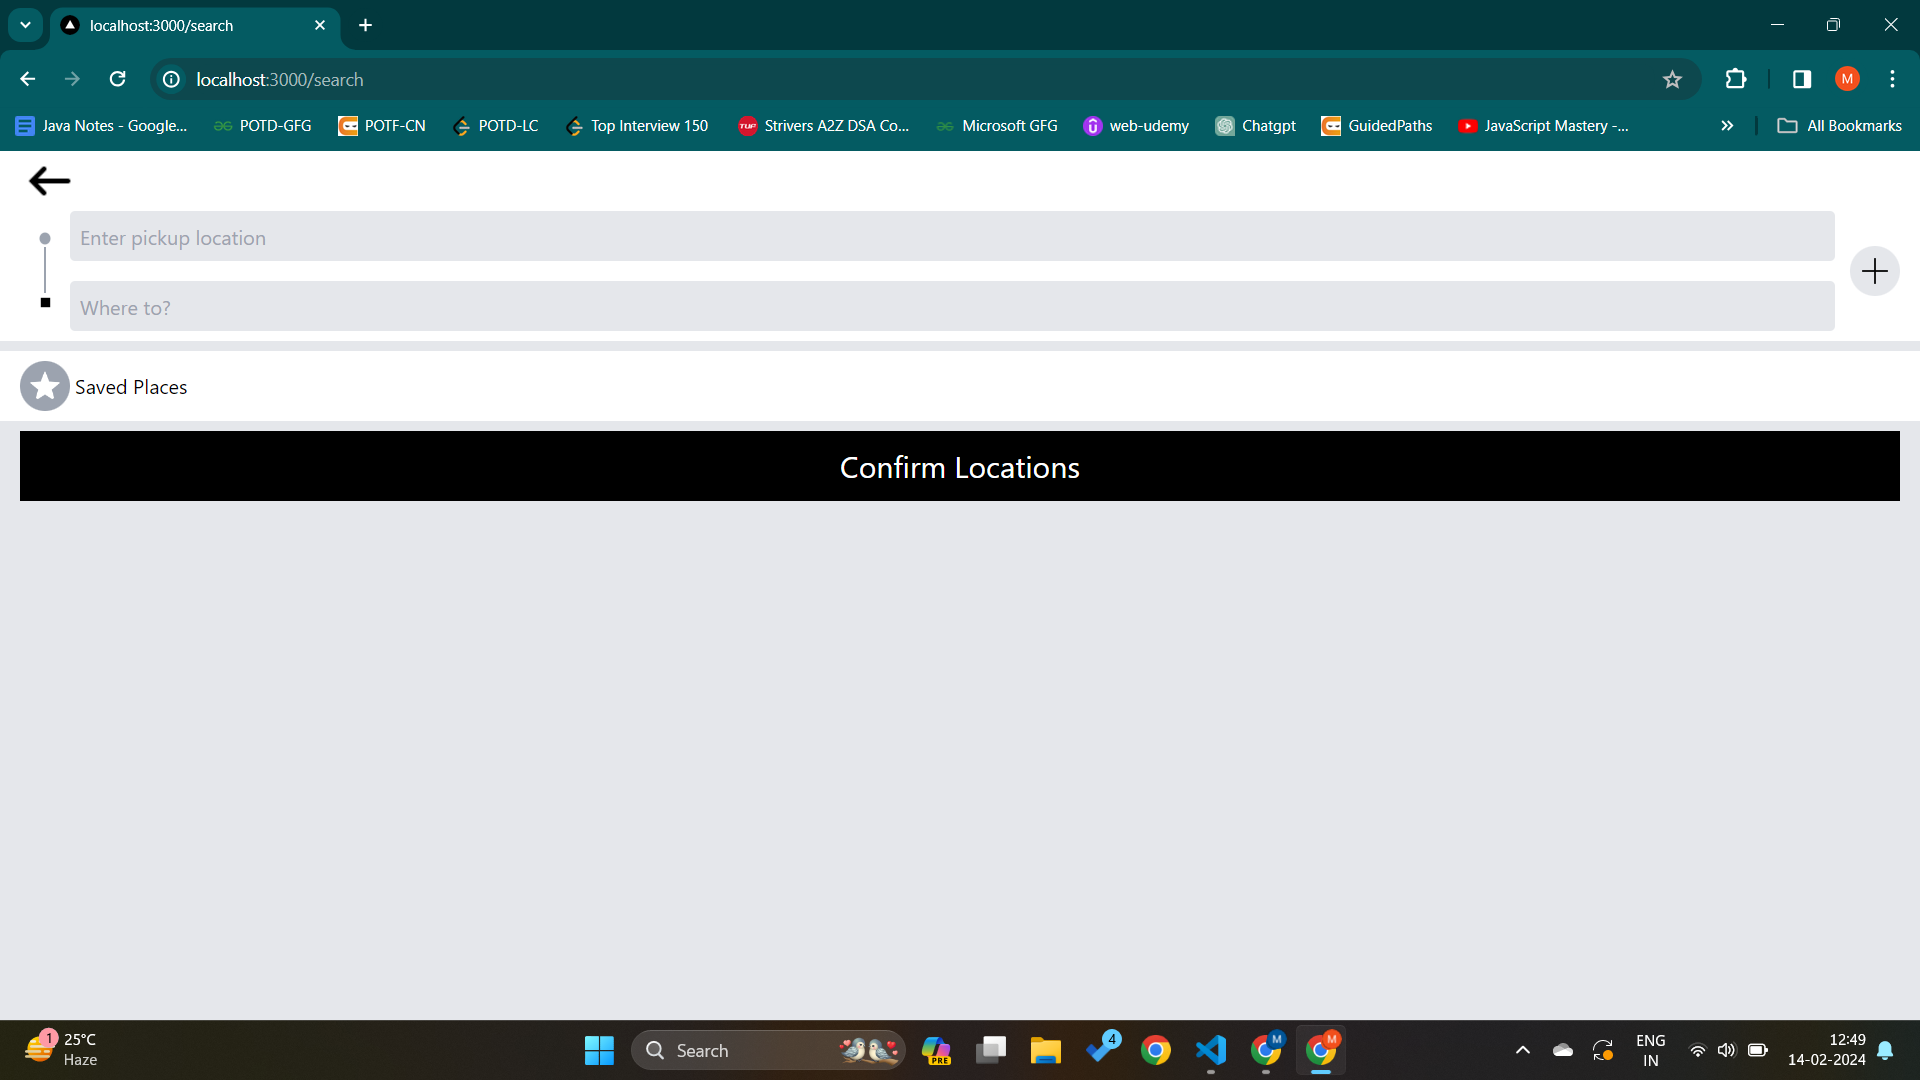 localhost:3000/search
localhost:3000/search
M
Java Notes - Google...
POTD-GFG
POTF-CN
POTD-LC
Top Interview 150
TUF
Strivers A2Z DSA Co...
Microsoft GFG
web-udemy
Chatgpt
GuidedPaths
JavaScript Mastery -...
All Bookmarks
Enter pickup location
Where to?
Saved Places
Confirm Locations
1
25°C
Haze
Search
PRE
4
M
M
ENG
IN
12:49
14-02-2024